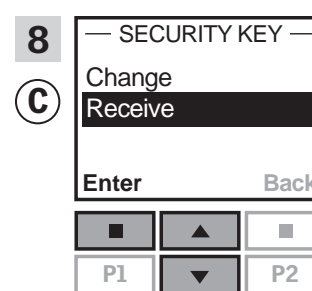 8
C
SECURITY KEY
Change
Receive
Enter Back
P1 P2